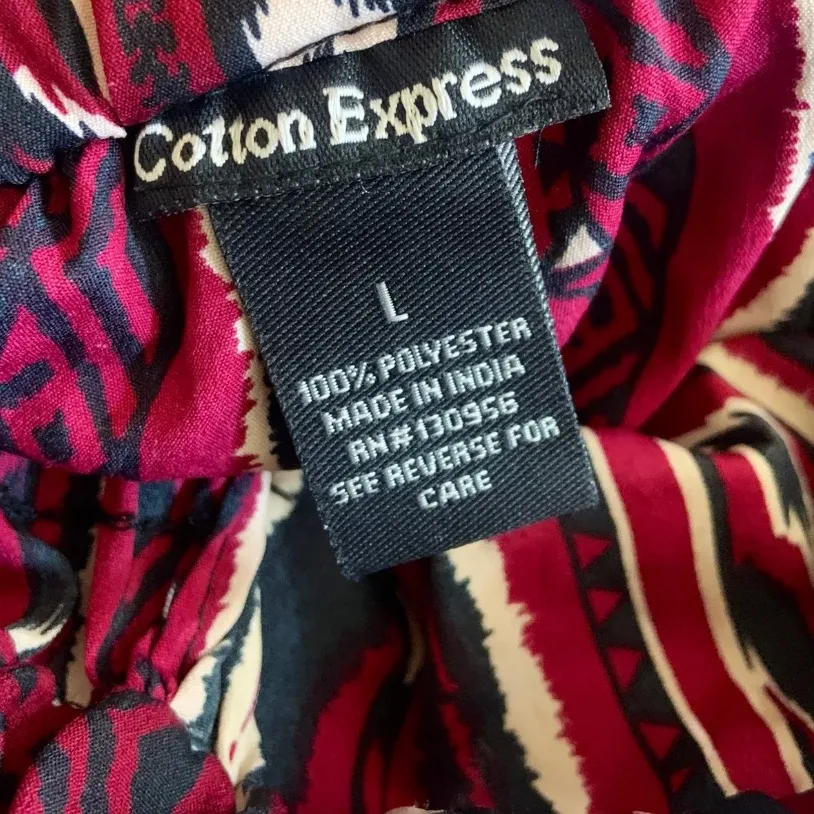 Cotton Express
L
100% POLYESTER
MADE IN INDIA
RN#130956
SEE REVERSE FOR
CARE